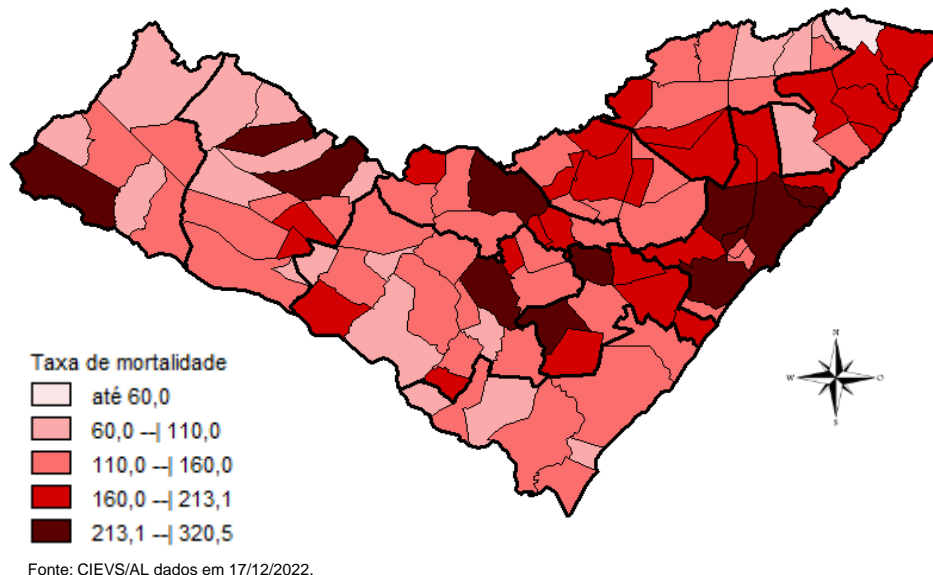 Taxa de mortalidade
até 60,0
60,0 --| 110,0
110,0 --| 160,0
160,0 --| 213,1
213,1 --| 320,5
N
W
O
S
Fonte: CIEVS/AL dados em 17/12/2022.